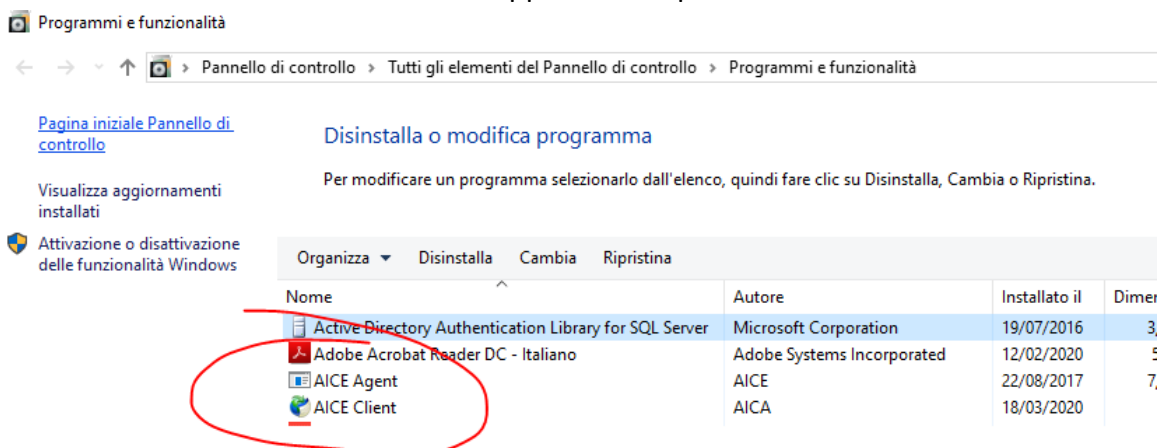 Programmi e funzionalità
Pannello di controllo > Tutti gli elementi del Pannello di controllo > Programmi e funzionalità
Pagina iniziale Pannello di
controllo
Visualizza aggiornamenti
installati
Attivazione o disattivazione
delle funzionalità Windows
Disinstalla o modifica programma
Per modificare un programma selezionarlo dall'elenco, quindi fare clic su Disinstalla, Cambia o Ripristina.
Organizza Disinstalla Cambia Ripristina
Nome Autore Installato il
Active Directory Authentication Library for SQL Server Microsoft Corporation 19/07/2016 3,
Adobe Acrobat Reader DC - Italiano Adobe Systems Incorporated 12/02/2020
AICE Agent AICE 22/08/2017 7,
AICE Client AICA 18/03/2020